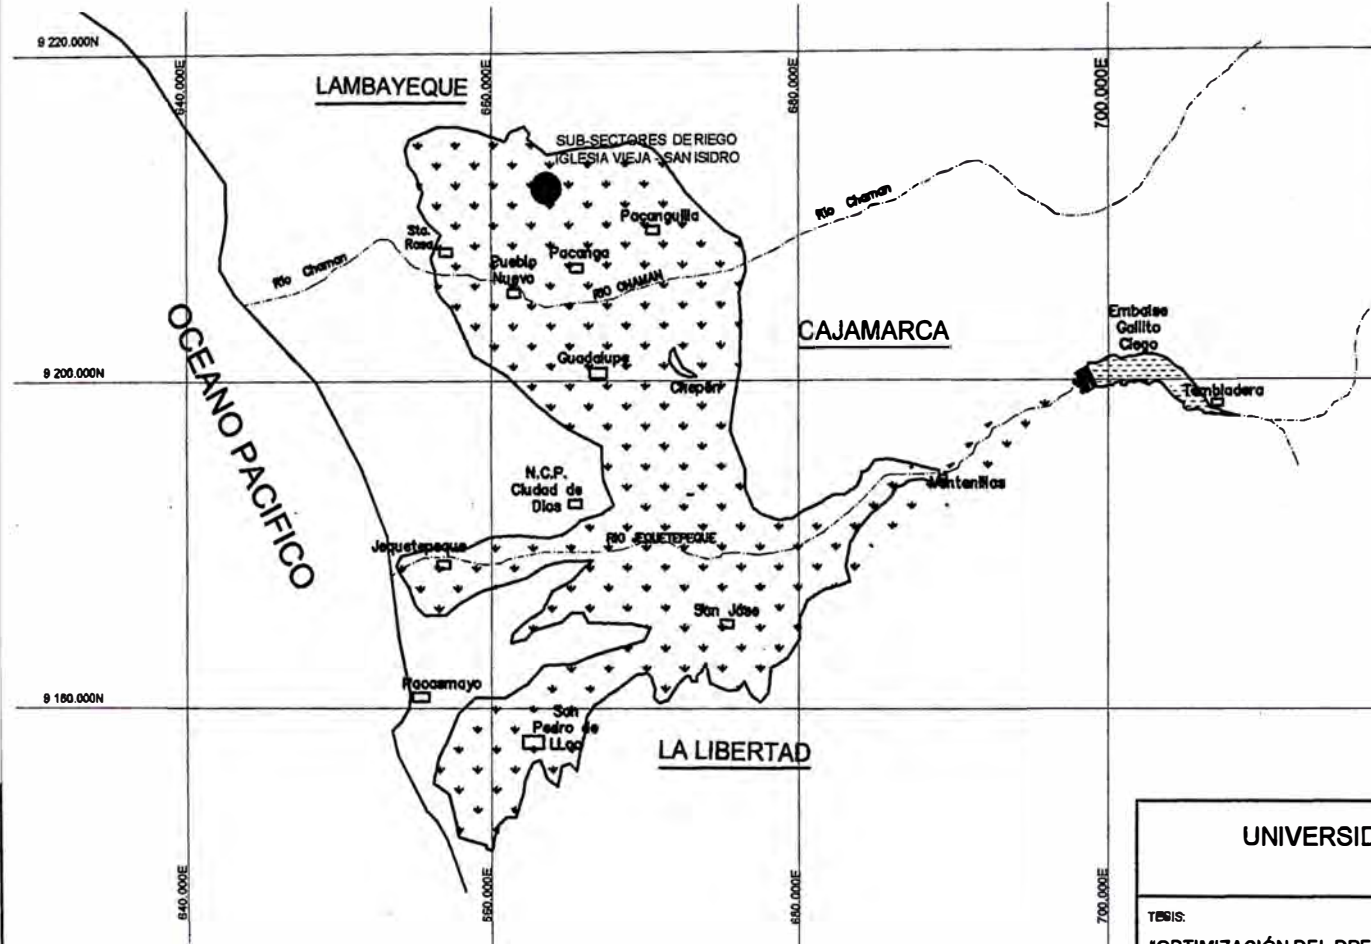 9 220.000N
640.000E
660.000E
680.000E
700.000E
LAMBAYEQUE
SUB-SECTORES DE RIEGO
IGLESIA VIEJA - SAN ISIDRO
Río Chaman
Pacanguilla
Sta.
Rosa
Pueblo
Nuevo
Pacanga
Río Chaman
RIO CHAMAN
OCEANO PACIFICO
CAJAMARCA
Embalse
Gallito
Ciego
Guadalupe
Chepén
9 200.000N
Tembladera
N.C.P.
Ciudad de
Dios
Ventanillas
Jequetepeque
RIO JEQUETEPEQUE
San Jóse
Pacasmayo
9 180.000N
San
Pedro de
LLoc
LA LIBERTAD
640.000E
660.000E
680.000E
700.000E
UNIVERSID
TESIS: